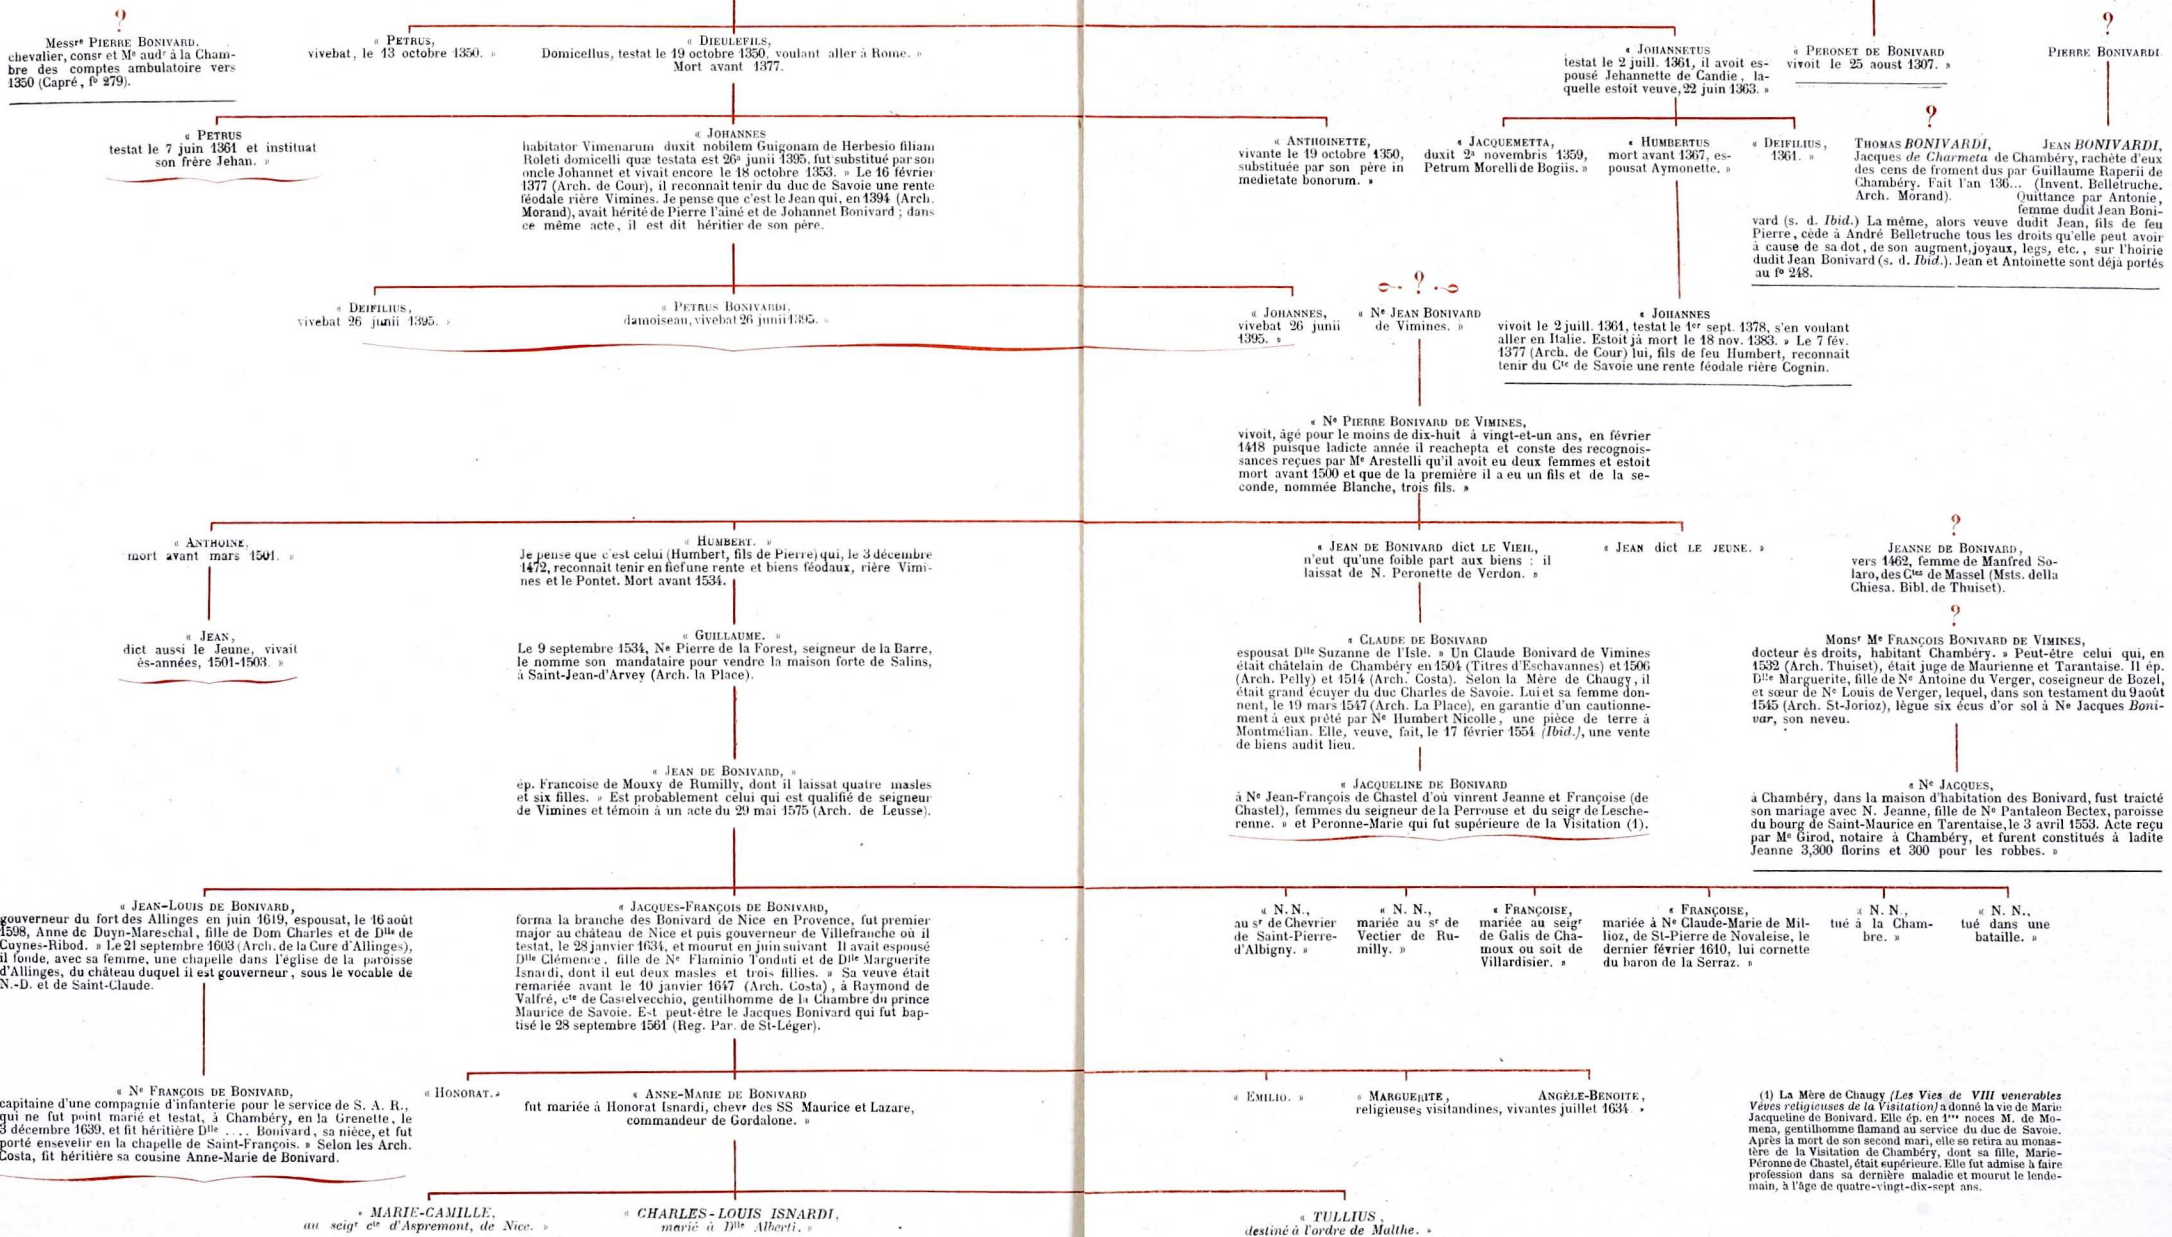 ?
Messʳᵉ PIERRE BONIVARD,
chevalier, consʳ et Mᵉ audʳ à la Cham-
bre des comptes ambulatoire vers
1350 (Capré, fº 279).
« PETRUS,
vivebat, le 13 octobre 1350. »
« DIEULEFILS,
Domicellus, testat le 19 octobre 1350, voulant aller à Rome. »
Mort avant 1377.
« JOHANNETUS
testat le 2 juill. 1361, il avoit es-
pousé Jehannette de Candie, la-
quelle estoit veuve, 22 juin 1363. »
« PERONET DE BONIVARD
vivoit le 25 aoust 1307. »
?
PIERRE BONIVARDI.
« PETRUS
testat le 7 juin 1361 et instituat
son frère Jehan. »
« JOHANNES
habitator Vimenarum duxit nobilem Guigonam de Herbesio filiam
Roleti domicelli quæ testata est 26ᵃ junii 1395, fut substitué par son
oncle Johannet et vivait encore le 18 octobre 1353. » Le 16 février
1377 (Arch. de Cour), il reconnait tenir du duc de Savoie une rente
féodale rière Vimines. Je pense que c'est le Jean qui, en 1394 (Arch.
Morand), avait hérité de Pierre l'ainé et de Johannet Bonivard ; dans
ce même acte, il est dit héritier de son père.
« ANTHOINETTE,
vivante le 19 octobre 1350,
substituée par son père in
medietate bonorum. »
« JACQUEMETTA,
duxit 2ᵃ novembris 1359,
Petrum Morelli de Bogiis. »
« HUMBERTUS
mort avant 1367, es-
pousat Aymonette. »
« DEIFILIUS,
1361. »
?
THOMAS BONIVARDI, JEAN BONIVARDI,
Jacques de Charmeta de Chambéry, rachète d'eux
des cens de froment dus par Guillaume Raperii de
Chambéry. Fait l'an 136... (Invent. Belletruche.
Arch. Morand). Quittance par Antonie,
femme dudit Jean Boni-
vard (s. d. Ibid.) La même, alors veuve dudit Jean, fils de feu
Pierre, cède à André Belletruche tous les droits qu'elle peut avoir
à cause de sa dot, de son augment, joyaux, legs, etc., sur l'hoirie
dudit Jean Bonivard (s. d. Ibid.). Jean et Antoinette sont déjà portés
au fº 248.
« DEIFILIUS,
vivebat 26 junii 1395. »
« PETRUS BONIVARDI,
damoiseau, vivebat 26 junii 1395. »
« JOHANNES,
vivebat 26 junii
1395. »
?
« Nᵉ JEAN BONIVARD
de Vimines. »
« JOHANNES
vivoit le 2 juill. 1361, testat le 1ᵉʳ sept. 1378, s'en voulant
aller en Italie. Estoit jà mort le 18 nov. 1383. » Le 7 fév.
1377 (Arch. de Cour) lui, fils de feu Humbert, reconnait
tenir du Cᵗᵉ de Savoie une rente féodale rière Cognin.
« Nᵉ PIERRE BONIVARD DE VIMINES,
vivoit, âgé pour le moins de dix-huit à vingt-et-un ans, en février
1418 puisque ladicte année il reachepta et conste des recognois-
sances reçues par Mᵉ Arestelli qu'il avoit eu deux femmes et estoit
mort avant 1500 et que de la première il a eu un fils et de la se-
conde, nommée Blanche, trois fils. »
« ANTHOINE,
mort avant mars 1501. »
« HUMBERT. »
Je pense que c'est celui (Humbert, fils de Pierre) qui, le 3 décembre
1472, reconnait tenir en fief une rente et biens féodaux, rière Vimi-
nes et le Pontet. Mort avant 1534.
« JEAN DE BONIVARD dict LE VIEIL,
n'eut qu'une foible part aux biens : il
laissat de N. Peronette de Verdon. »
« JEAN dict LE JEUNE. »
?
JEANNE DE BONIVARD,
vers 1462, femme de Manfred So-
laro, des Cᵗᵉˢ de Massel (Msts. della
Chiesa. Bibl. de Thuiset).
« JEAN,
dict aussi le Jeune, vivait
ès-années, 1501-1503. »
« GUILLAUME. »
Le 9 septembre 1534, Nᵉ Pierre de la Forest, seigneur de la Barre,
le nomme son mandataire pour vendre la maison forte de Salins,
à Saint-Jean-d'Arvey (Arch. la Place).
« CLAUDE DE BONIVARD
espousat Dˡˡᵉ Suzanne de l'Isle. » Un Claude Bonivard de Vimines
était châtelain de Chambéry en 1504 (Titres d'Eschavannes) et 1506
(Arch. Pelly) et 1514 (Arch. Costa). Selon la Mère de Chaugy, il
était grand écuyer du duc Charles de Savoie. Lui et sa femme don-
nent, le 19 mars 1547 (Arch. La Place), en garantie d'un cautionne-
ment à eux prêté par Nᵉ Humbert Nicolle, une pièce de terre à
Montmélian. Elle, veuve, fait, le 17 février 1554 (Ibid.), une vente
de biens audit lieu.
?
Monsʳ Mᵉ FRANÇOIS BONIVARD DE VIMINES,
docteur ès droits, habitant Chambéry. » Peut-être celui qui, en
1532 (Arch. Thuiset), était juge de Maurienne et Tarantaise. Il ép.
Dˡˡᵉ Marguerite, fille de Nᵉ Antoine du Verger, coseigneur de Bozel,
et sœur de Nᵉ Louis de Verger, lequel, dans son testament du 9 août
1545 (Arch. St-Jorioz), lègue six écus d'or sol à Nᵉ Jacques Boni-
var, son neveu.
« JEAN DE BONIVARD, »
ép. Francoise de Mouxy de Rumilly, dont il laissat quatre masles
et six filles. » Est probablement celui qui est qualifié de seigneur
de Vimines et témoin à un acte du 29 mai 1575 (Arch. de Leusse).
« JACQUELINE DE BONIVARD
à Nᵉ Jean-François de Chastel d'où vinrent Jeanne et Françoise (de
Chastel), femmes du seigneur de la Perrouse et du seigr de Lesche-
renne. » et Peronne-Marie qui fut supérieure de la Visitation (1).
« Nᵉ JACQUES,
à Chambéry, dans la maison d'habitation des Bonivard, fust traicté
son mariage avec N. Jeanne, fille de Nᵉ Pantaleon Bectex, paroisse
du bourg de Saint-Maurice en Tarentaise, le 3 avril 1553. Acte reçu
par Mᵉ Girod, notaire à Chambéry, et furent constitués à ladite
Jeanne 3,300 florins et 300 pour les robbes. »
« JEAN-LOUIS DE BONIVARD,
gouverneur du fort des Allinges en juin 1619, espousat, le 16 août
1598, Anne de Duyn-Mareschal, fille de Dom Charles et de Dˡˡᵉ de
Cuynes-Ribod. » Le 21 septembre 1603 (Arch. de la Cure d'Allinges),
il fonde, avec sa femme, une chapelle dans l'église de la paroisse
d'Allinges, du château duquel il est gouverneur, sous le vocable de
N.-D. et de Saint-Claude.
« JACQUES-FRANÇOIS DE BONIVARD,
forma la branche des Bonivard de Nice en Provence, fut premier
major au château de Nice et puis gouverneur de Villefranche où il
testat, le 28 janvier 1634, et mourut en juin suivant Il avait espousé
Dˡˡᵉ Clémence, fille de Nᵉ Flaminio Tonduti et de Dˡˡᵉ Marguerite
Isnardi, dont il eut deux masles et trois fillies. » Sa veuve était
remariée avant le 10 janvier 1647 (Arch. Costa), à Raymond de
Valfré, cᵗᵉ de Castelvecchio, gentilhomme de la Chambre du prince
Maurice de Savoie. Est peut-être le Jacques Bonivard qui fut bap-
tisé le 28 septembre 1561 (Reg. Par. de St-Léger).
« N. N.,
au sʳ de Chevrier
de Saint-Pierre-
d'Albigny. »
« N. N.,
mariée au sʳ de
Vectier de Ru-
milly. »
« FRANÇOISE,
mariée au seigʳ
de Galis de Cha-
moux ou soit de
Villardisier. »
« FRANÇOISE,
mariée à Nᵉ Claude-Marie de Mil-
lioz, de St-Pierre de Novaleise, le
dernier février 1610, lui cornette
du baron de la Serraz. »
« N. N.,
tué à la Cham-
bre. »
« N. N.,
tué dans une
bataille. »
« Nᵉ FRANÇOIS DE BONIVARD,
capitaine d'une compagnie d'infanterie pour le service de S. A. R.,
qui ne fut point marié et testat, à Chambéry, en la Grenette, le
3 décembre 1639, et fit héritière Dˡˡᵉ .... Bonivard, sa nièce, et fut
porté ensevelir en la chapelle de Saint-François. » Selon les Arch.
Costa, fit héritière sa cousine Anne-Marie de Bonivard.
« HONORAT. »
« ANNE-MARIE DE BONIVARD
fut mariée à Honorat Isnardi, chevʳ des SS Maurice et Lazare,
commandeur de Gordalone. »
« EMILIO. »
« MARGUERITE, ANGÈLE-BENOITE,
religieuses visitandines, vivantes juillet 1634. »
(1) La Mère de Chaugy (Les Vies de VIII venerables
Vèves religieuses de la Visitation) a donné la vie de Marie
Jacqueline de Bonivard. Elle ép. en 1ʳᵉˢ noces M. de Mo-
mena, gentilhomme flamand au service du duc de Savoie.
Après la mort de son second mari, elle se retira au monas-
tère de la Visitation de Chambéry, dont sa fille, Marie-
Péronne de Chastel, était supérieure. Elle fut admise à faire
profession dans sa dernière maladie et mourut le lende-
main, à l'âge de quatre-vingt-dix-sept ans.
« MARIE-CAMILLE,
au seigʳ cᵗᵉ d'Aspremont, de Nice. »
« CHARLES-LOUIS ISNARDI,
marié à Dˡˡᵉ Alberti. »
« TULLIUS,
destiné à l'ordre de Malthe. »